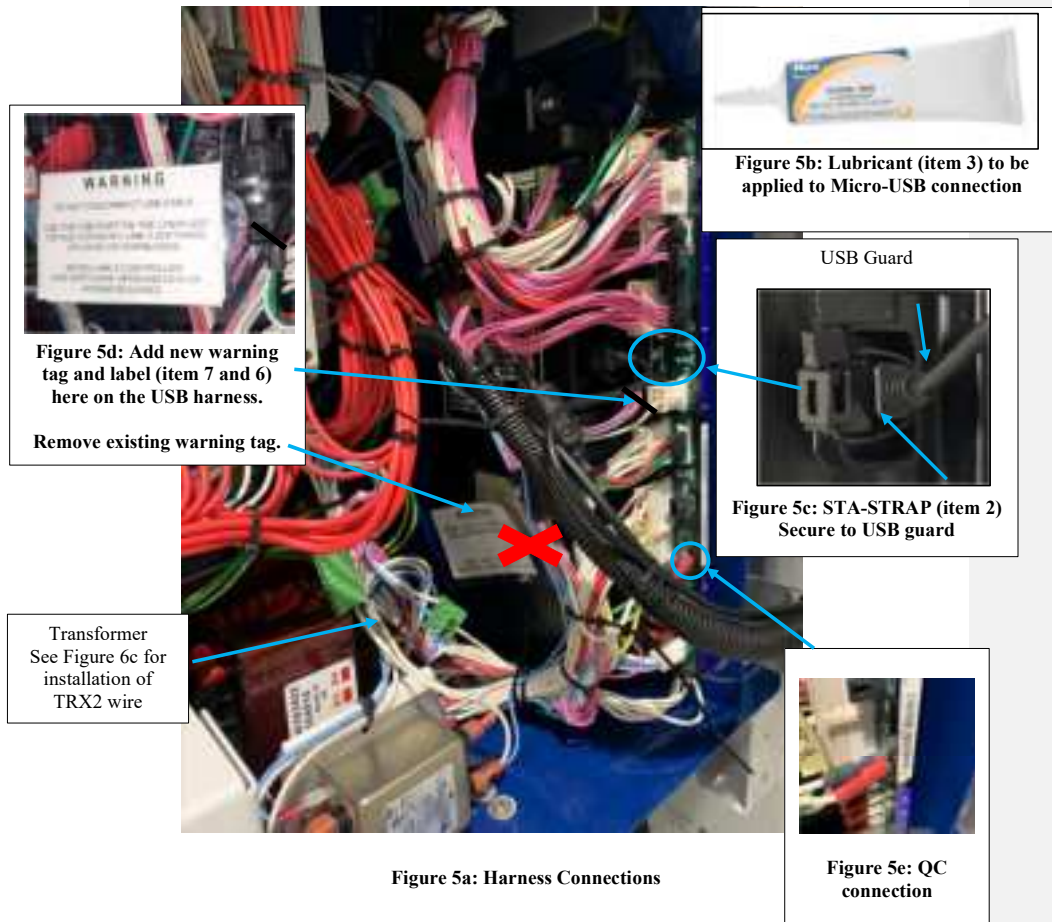 Figure 5b: Lubricant (item 3) to be
applied to Micro-USB connection
WARNING
USB Guard
Figure 5d: Add new warning
tag and label (item 7 and 6)
here on the USB harness.
Remove existing warning tag.
Figure 5c: STA-STRAP (item 2)
Secure to USB guard
Transformer
See Figure 6c for
installation of
TRX2 wire
Figure 5a: Harness Connections
Figure 5e: QC
connection